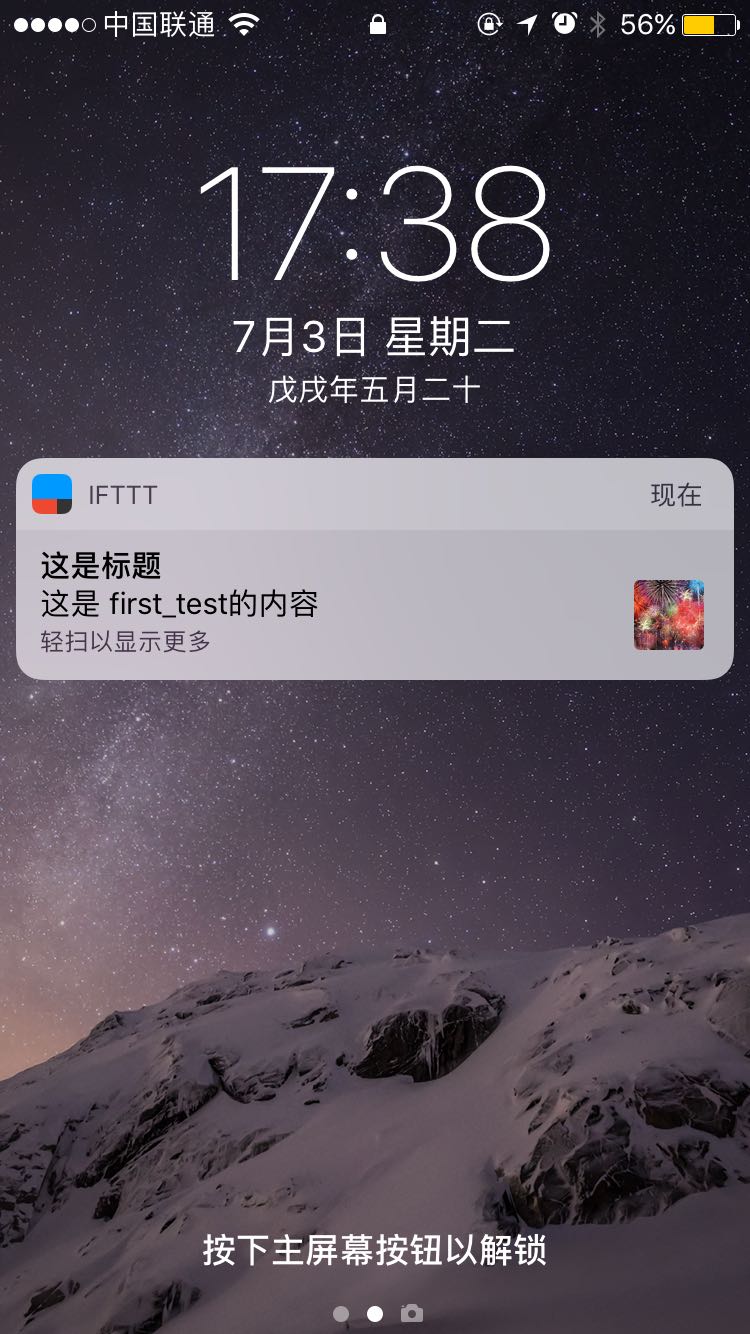 中国联通 56%
17:38
7月3日 星期二
戊戌年五月二十
IFTTT 现在
这是标题
这是 first_test的内容
轻扫以显示更多
按下主屏幕按钮以解锁